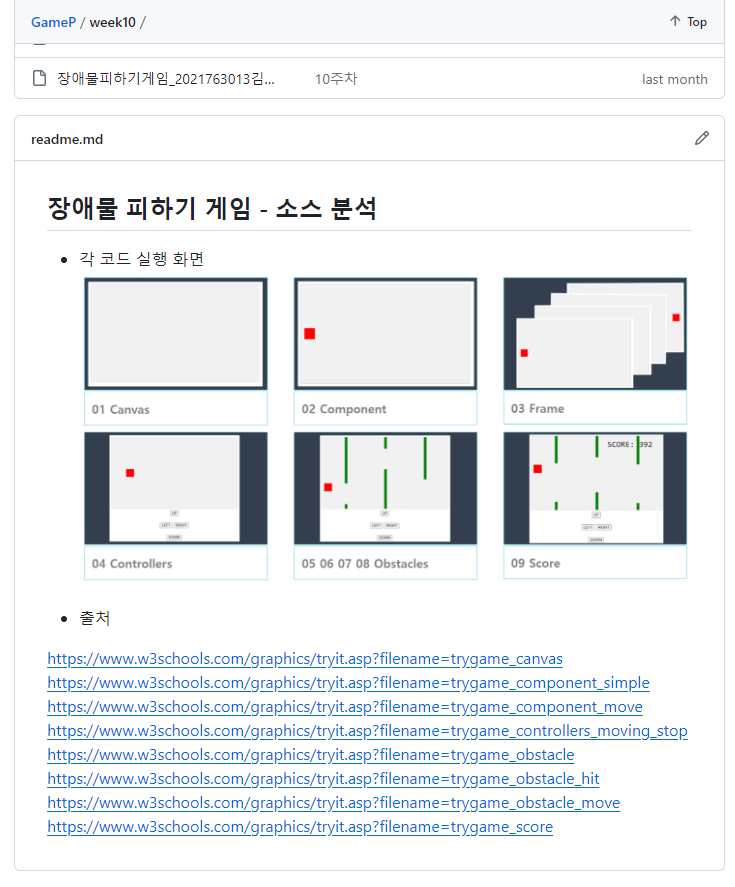 GameP / week10 /
Top
장애물피하기게임_2021763013김...
10주차
last month
readme.md
장애물 피하기 게임 - 소스 분석
각 코드 실행 화면
01 Canvas
02 Component
03 Frame
UP
LEFT RIGHT
DOWN
04 Controllers
UP
LEFT RIGHT
DOWN
05 06 07 08 Obstacles
SCORE: 392
UP
LEFT RIGHT
DOWN
09 Score
출처
https://www.w3schools.com/graphics/tryit.asp?filename=trygame_canvas
https://www.w3schools.com/graphics/tryit.asp?filename=trygame_component_simple
https://www.w3schools.com/graphics/tryit.asp?filename=trygame_component_move
https://www.w3schools.com/graphics/tryit.asp?filename=trygame_controllers_moving_stop
https://www.w3schools.com/graphics/tryit.asp?filename=trygame_obstacle
https://www.w3schools.com/graphics/tryit.asp?filename=trygame_obstacle_hit
https://www.w3schools.com/graphics/tryit.asp?filename=trygame_obstacle_move
https://www.w3schools.com/graphics/tryit.asp?filename=trygame_score